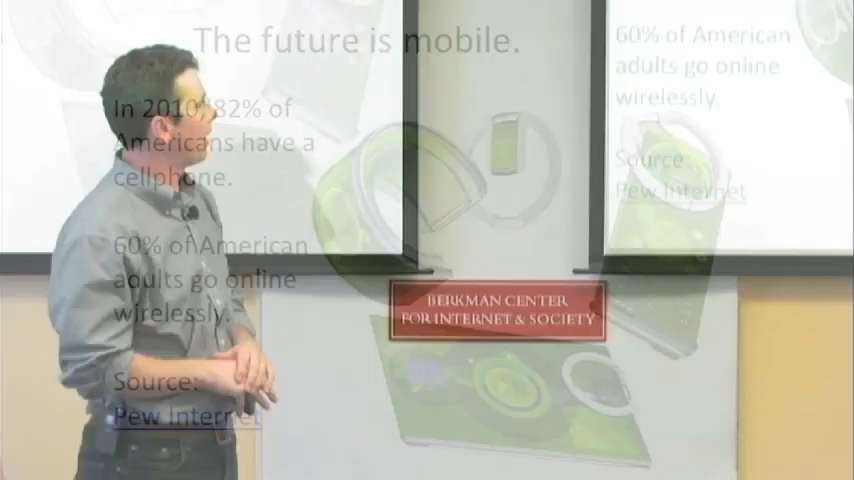 The future is mobile.
In 2010, 82% of
Americans have a
cellphone.
60% of American
adults go online
wirelessly.
Source:
Pew Internet
60% of American
adults go online
wirelessly.
Source:
Pew Internet
BERKMAN CENTER
FOR INTERNET & SOCIETY